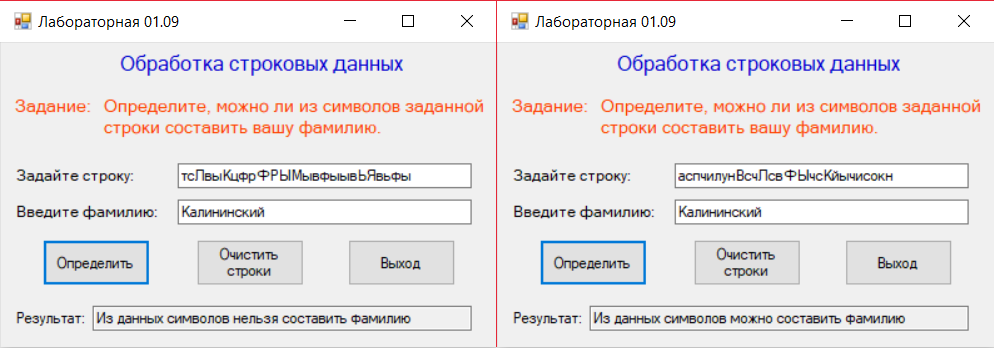 Лабораторная 01.09
Обработка строковых данных
Задание: Определите, можно ли из символов заданной
строки составить вашу фамилию.
Задайте строку: тсПвыКцфрФРЫМывфыывЬЯвьфы
Введите фамилию: Калининский
Определить Очистить строки Выход
Результат: Из данных символов нельзя составить фамилию
Лабораторная 01.09
Обработка строковых данных
Задание: Определите, можно ли из символов заданной
строки составить вашу фамилию.
Задайте строку: аспчилунВсчЛсвФЫчсКйычисокн
Введите фамилию: Калининский
Определить Очистить строки Выход
Результат: Из данных символов можно составить фамилию